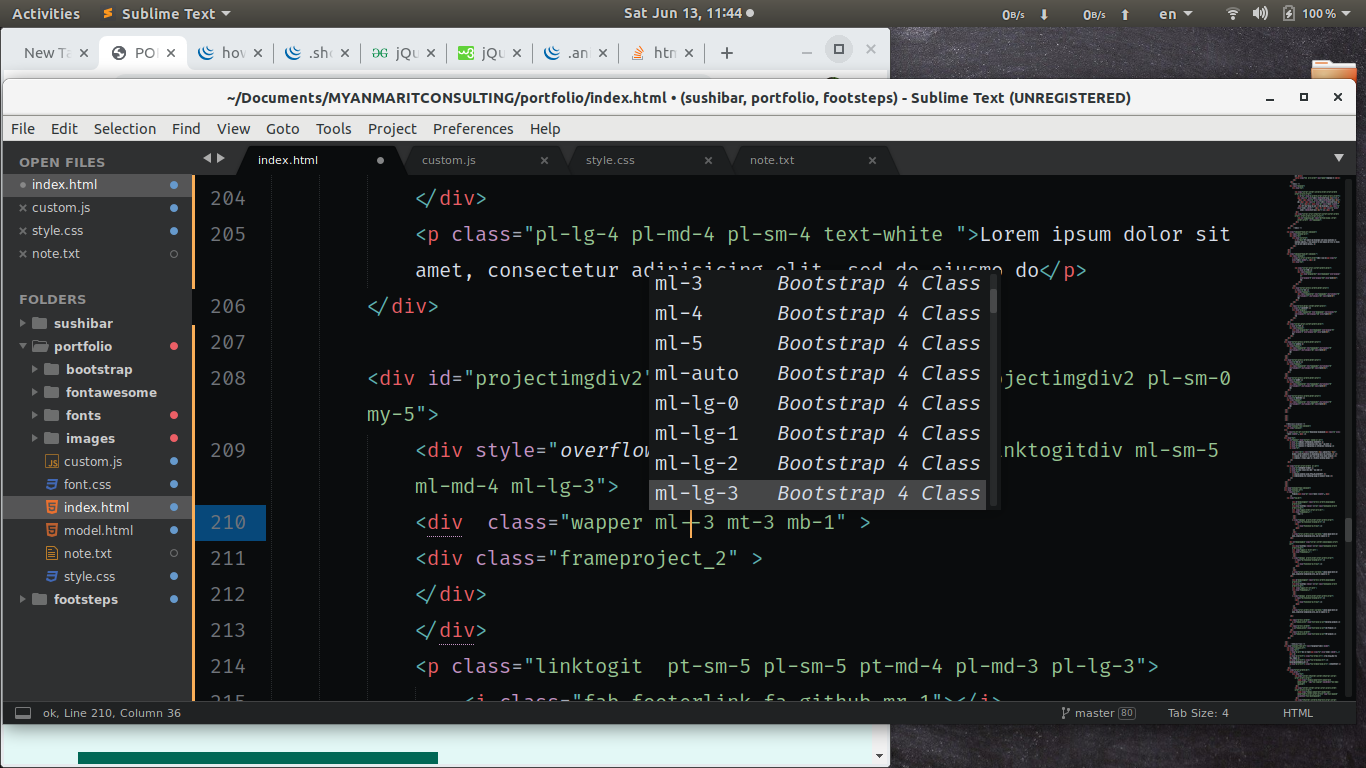 Activities Sublime Text Sat Jun 13, 11:44 0B/s 0B/s en 100 %
New Ta PO hov .sho jQu jQu .an htn
~/Documents/MYANMARITCONSULTING/portfolio/index.html • (sushibar, portfolio, footsteps) - Sublime Text (UNREGISTERED)
File Edit Selection Find View Goto Tools Project Preferences Help
OPEN FILES
index.html
custom.js
style.css
note.txt
FOLDERS
sushibar
portfolio
bootstrap
fontawesome
fonts
images
custom.js
font.css
index.html
model.html
note.txt
style.css
footsteps
index.html custom.js style.css note.txt
204 </div>
205 <p class="pl-lg-4 pl-md-4 pl-sm-4 text-white ">Lorem ipsum dolor sit
amet, consectetur adipisicing elit, sed do eiusmo do</p>
206 </div>
207
208 <div id="projectimgdiv2" ojectimgdiv2 pl-sm-0
my-5">
209 <div style="overflow nktogitdiv ml-sm-5
ml-md-4 ml-lg-3">
210 <div  class="wapper ml--3 mt-3 mb-1" >
211 <div class="frameproject_2" >
212 </div>
213 </div>
214 <p class="linktogit  pt-sm-5 pl-sm-5 pt-md-4 pl-md-3 pl-lg-3">
215 <i class="fab footerlink fa-github mr-1"></i>
ml-3 Bootstrap 4 Class
ml-4 Bootstrap 4 Class
ml-5 Bootstrap 4 Class
ml-auto Bootstrap 4 Class
ml-lg-0 Bootstrap 4 Class
ml-lg-1 Bootstrap 4 Class
ml-lg-2 Bootstrap 4 Class
ml-lg-3 Bootstrap 4 Class
ok, Line 210, Column 36 master 80 Tab Size: 4 HTML